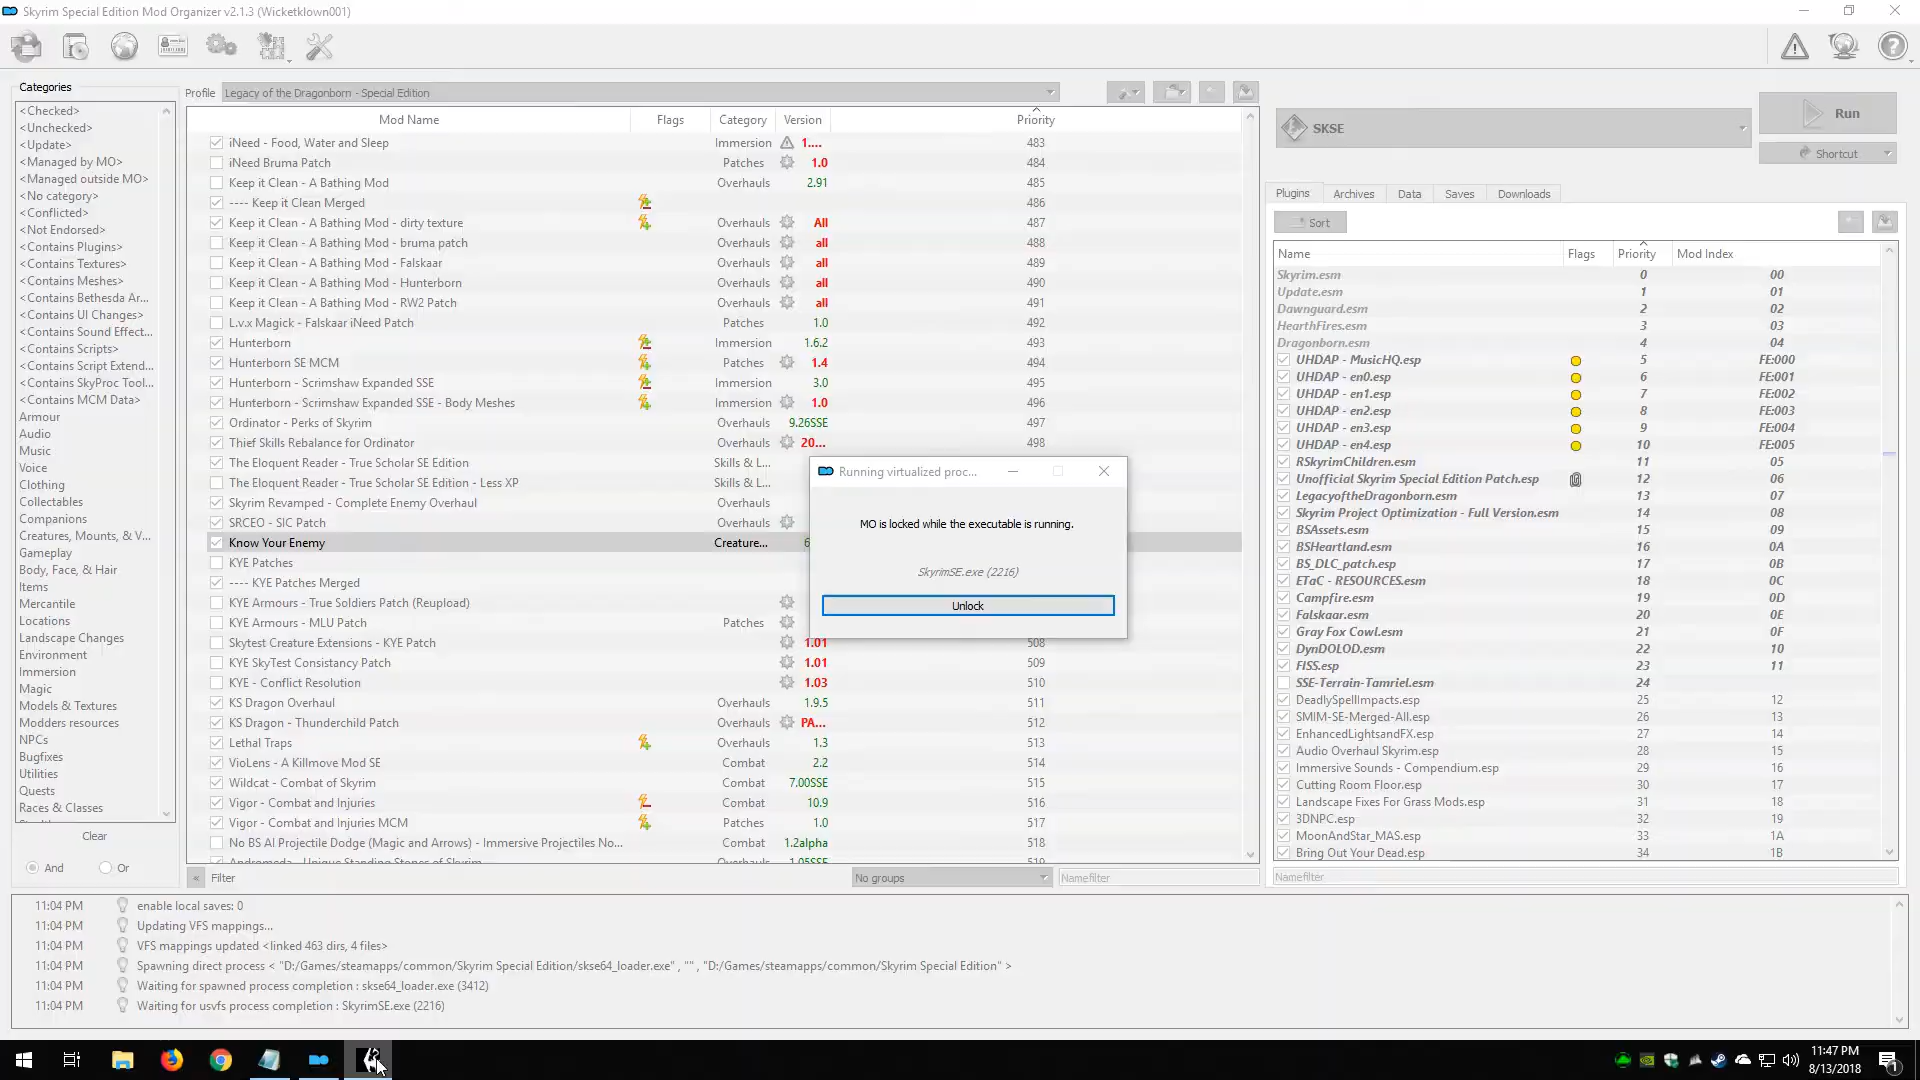 Skyrim Special Edition Mod Organizer v2.1.3 (Wicketklown001)
Categories
<Checked>
<Unchecked>
<Update>
<Managed by MO>
<Managed outside MO>
<No category>
<Conflicted>
<Not Endorsed>
<Contains Plugins>
<Contains Textures>
<Contains Meshes>
<Contains Bethesda Ar...
<Contains UI Changes>
<Contains Sound Effect...
<Contains Scripts>
<Contains Script Extend...
<Contains SkyProc Tool...
<Contains MCM Data>
Armour
Audio
Music
Voice
Clothing
Collectables
Companions
Creatures, Mounts, & V...
Gameplay
Body, Face, & Hair
Items
Mercantile
Locations
Landscape Changes
Environment
Immersion
Magic
Models & Textures
Modders resources
NPCs
Bugfixes
Utilities
Quests
Races & Classes
Clear
And Or
Profile Legacy of the Dragonborn - Special Edition
Mod Name Flags Category Version Priority
iNeed - Food, Water and Sleep Immersion 1.... 483
iNeed Bruma Patch Patches 1.0 484
Keep it Clean - A Bathing Mod Overhauls 2.91 485
---- Keep it Clean Merged 486
Keep it Clean - A Bathing Mod - dirty texture Overhauls All 487
Keep it Clean - A Bathing Mod - bruma patch Overhauls all 488
Keep it Clean - A Bathing Mod - Falskaar Overhauls all 489
Keep it Clean - A Bathing Mod - Hunterborn Overhauls all 490
Keep it Clean - A Bathing Mod - RW2 Patch Overhauls all 491
L.v.x Magick - Falskaar iNeed Patch Patches 1.0 492
Hunterborn Immersion 1.6.2 493
Hunterborn SE MCM Patches 1.4 494
Hunterborn - Scrimshaw Expanded SSE Immersion 3.0 495
Hunterborn - Scrimshaw Expanded SSE - Body Meshes Immersion 1.0 496
Ordinator - Perks of Skyrim Overhauls 9.26SSE 497
Thief Skills Rebalance for Ordinator Overhauls 20... 498
The Eloquent Reader - True Scholar SE Edition Skills & L...
The Eloquent Reader - True Scholar SE Edition - Less XP Skills & L...
Skyrim Revamped - Complete Enemy Overhaul Overhauls
SRCEO - SIC Patch Overhauls
Know Your Enemy Creature... 6
KYE Patches
---- KYE Patches Merged
KYE Armours - True Soldiers Patch (Reupload)
KYE Armours - MLU Patch Patches
Skytest Creature Extensions - KYE Patch 1.01 508
KYE SkyTest Consistancy Patch 1.01 509
KYE - Conflict Resolution 1.03 510
KS Dragon Overhaul Overhauls 1.9.5 511
KS Dragon - Thunderchild Patch Overhauls PA... 512
Lethal Traps Overhauls 1.3 513
VioLens - A Killmove Mod SE Combat 2.2 514
Wildcat - Combat of Skyrim Combat 7.00SSE 515
Vigor - Combat and Injuries Combat 10.9 516
Vigor - Combat and Injuries MCM Patches 1.0 517
No BS AI Projectile Dodge (Magic and Arrows) - Immersive Projectiles No... Combat 1.2alpha 518
Andromeda - Unique Standing Stones of Skyrim Overhauls 1.05SSE 519
« Filter No groups Namefilter
Running virtualized proc...
MO is locked while the executable is running.
SkyrimSE.exe (2216)
Unlock
SKSE
Run
Shortcut
Plugins Archives Data Saves Downloads
Sort
Name Flags Priority Mod Index
Skyrim.esm 0 00
Update.esm 1 01
Dawnguard.esm 2 02
HearthFires.esm 3 03
Dragonborn.esm 4 04
UHDAP - MusicHQ.esp 5 FE:000
UHDAP - en0.esp 6 FE:001
UHDAP - en1.esp 7 FE:002
UHDAP - en2.esp 8 FE:003
UHDAP - en3.esp 9 FE:004
UHDAP - en4.esp 10 FE:005
RSkyrimChildren.esm 11 05
Unofficial Skyrim Special Edition Patch.esp 12 06
LegacyoftheDragonborn.esm 13 07
Skyrim Project Optimization - Full Version.esm 14 08
BSAssets.esm 15 09
BSHeartland.esm 16 0A
BS_DLC_patch.esp 17 0B
ETaC - RESOURCES.esm 18 0C
Campfire.esm 19 0D
Falskaar.esm 20 0E
Gray Fox Cowl.esm 21 0F
DynDOLOD.esm 22 10
FISS.esp 23 11
SSE-Terrain-Tamriel.esm 24
DeadlySpellImpacts.esp 25 12
SMIM-SE-Merged-All.esp 26 13
EnhancedLightsandFX.esp 27 14
Audio Overhaul Skyrim.esp 28 15
Immersive Sounds - Compendium.esp 29 16
Cutting Room Floor.esp 30 17
Landscape Fixes For Grass Mods.esp 31 18
3DNPC.esp 32 19
MoonAndStar_MAS.esp 33 1A
Bring Out Your Dead.esp 34 1B
Namefilter
11:04 PM enable local saves: 0
11:04 PM Updating VFS mappings...
11:04 PM VFS mappings updated <linked 463 dirs, 4 files>
11:04 PM Spawning direct process < "D:/Games/steamapps/common/Skyrim Special Edition/skse64_loader.exe" , "" , "D:/Games/steamapps/common/Skyrim Special Edition" >
11:04 PM Waiting for spawned process completion : skse64_loader.exe (3412)
11:04 PM Waiting for usvfs process completion : SkyrimSE.exe (2216)
11:47 PM
8/13/2018
1